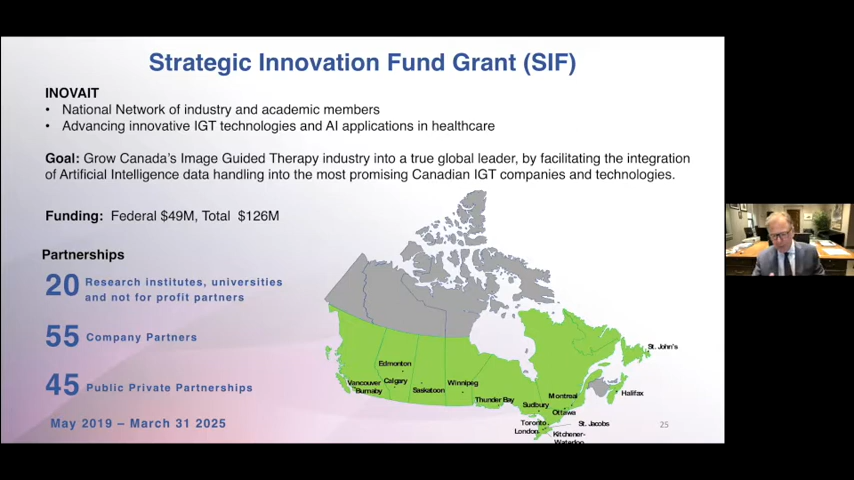 Strategic Innovation Fund Grant (SIF)
INOVAIT
• National Network of industry and academic members
• Advancing innovative IGT technologies and AI applications in healthcare
Goal: Grow Canada's Image Guided Therapy industry into a true global leader, by facilitating the integration
of Artificial Intelligence data handling into the most promising Canadian IGT companies and technologies.
Funding: Federal $49M, Total $126M
Partnerships
20 Research institutes, universities
and not for profit partners
55 Company Partners
45 Public Private Partnerships
May 2019 – March 31 2025
St. John's
Edmonton
Vancouver
Burnaby
Calgary
Saskatoon
Winnipeg
Thunder Bay
Sudbury
Montreal
Ottawa
Halifax
Toronto
London
St. Jacobs
Kitchener-
Waterloo
25